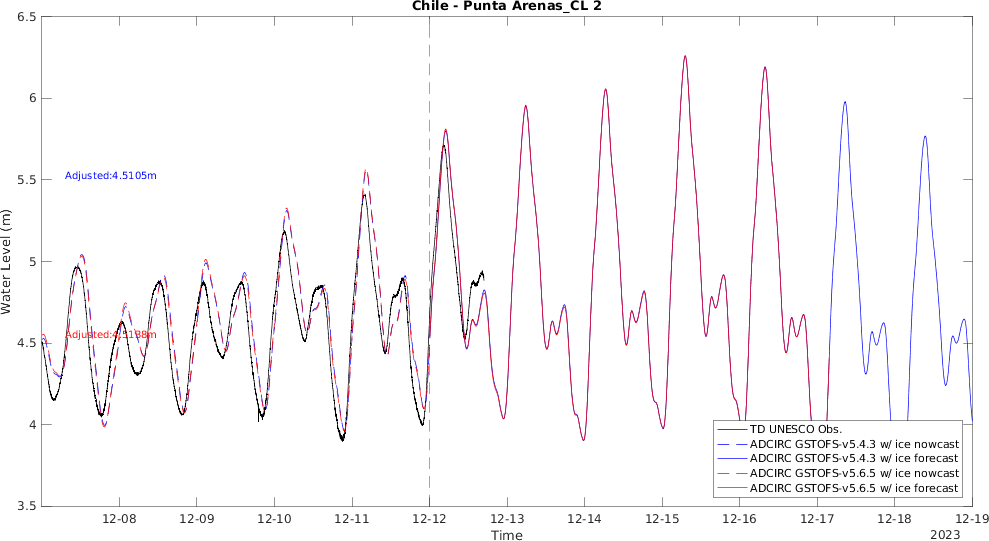 Chile - Punta Arenas_CL 2
6.5
6
5.5
5
4.5
4
3.5
Water Level (m)
Adjusted:4.5105m
Adjusted:4.5138m
TD UNESCO Obs.
ADCIRC GSTOFS-v5.4.3 w/ ice nowcast
ADCIRC GSTOFS-v5.4.3 w/ ice forecast
ADCIRC GSTOFS-v5.6.5 w/ ice nowcast
ADCIRC GSTOFS-v5.6.5 w/ ice forecast
12-08 12-09 12-10 12-11 12-12 12-13 12-14 12-15 12-16 12-17 12-18 12-19
Time
2023